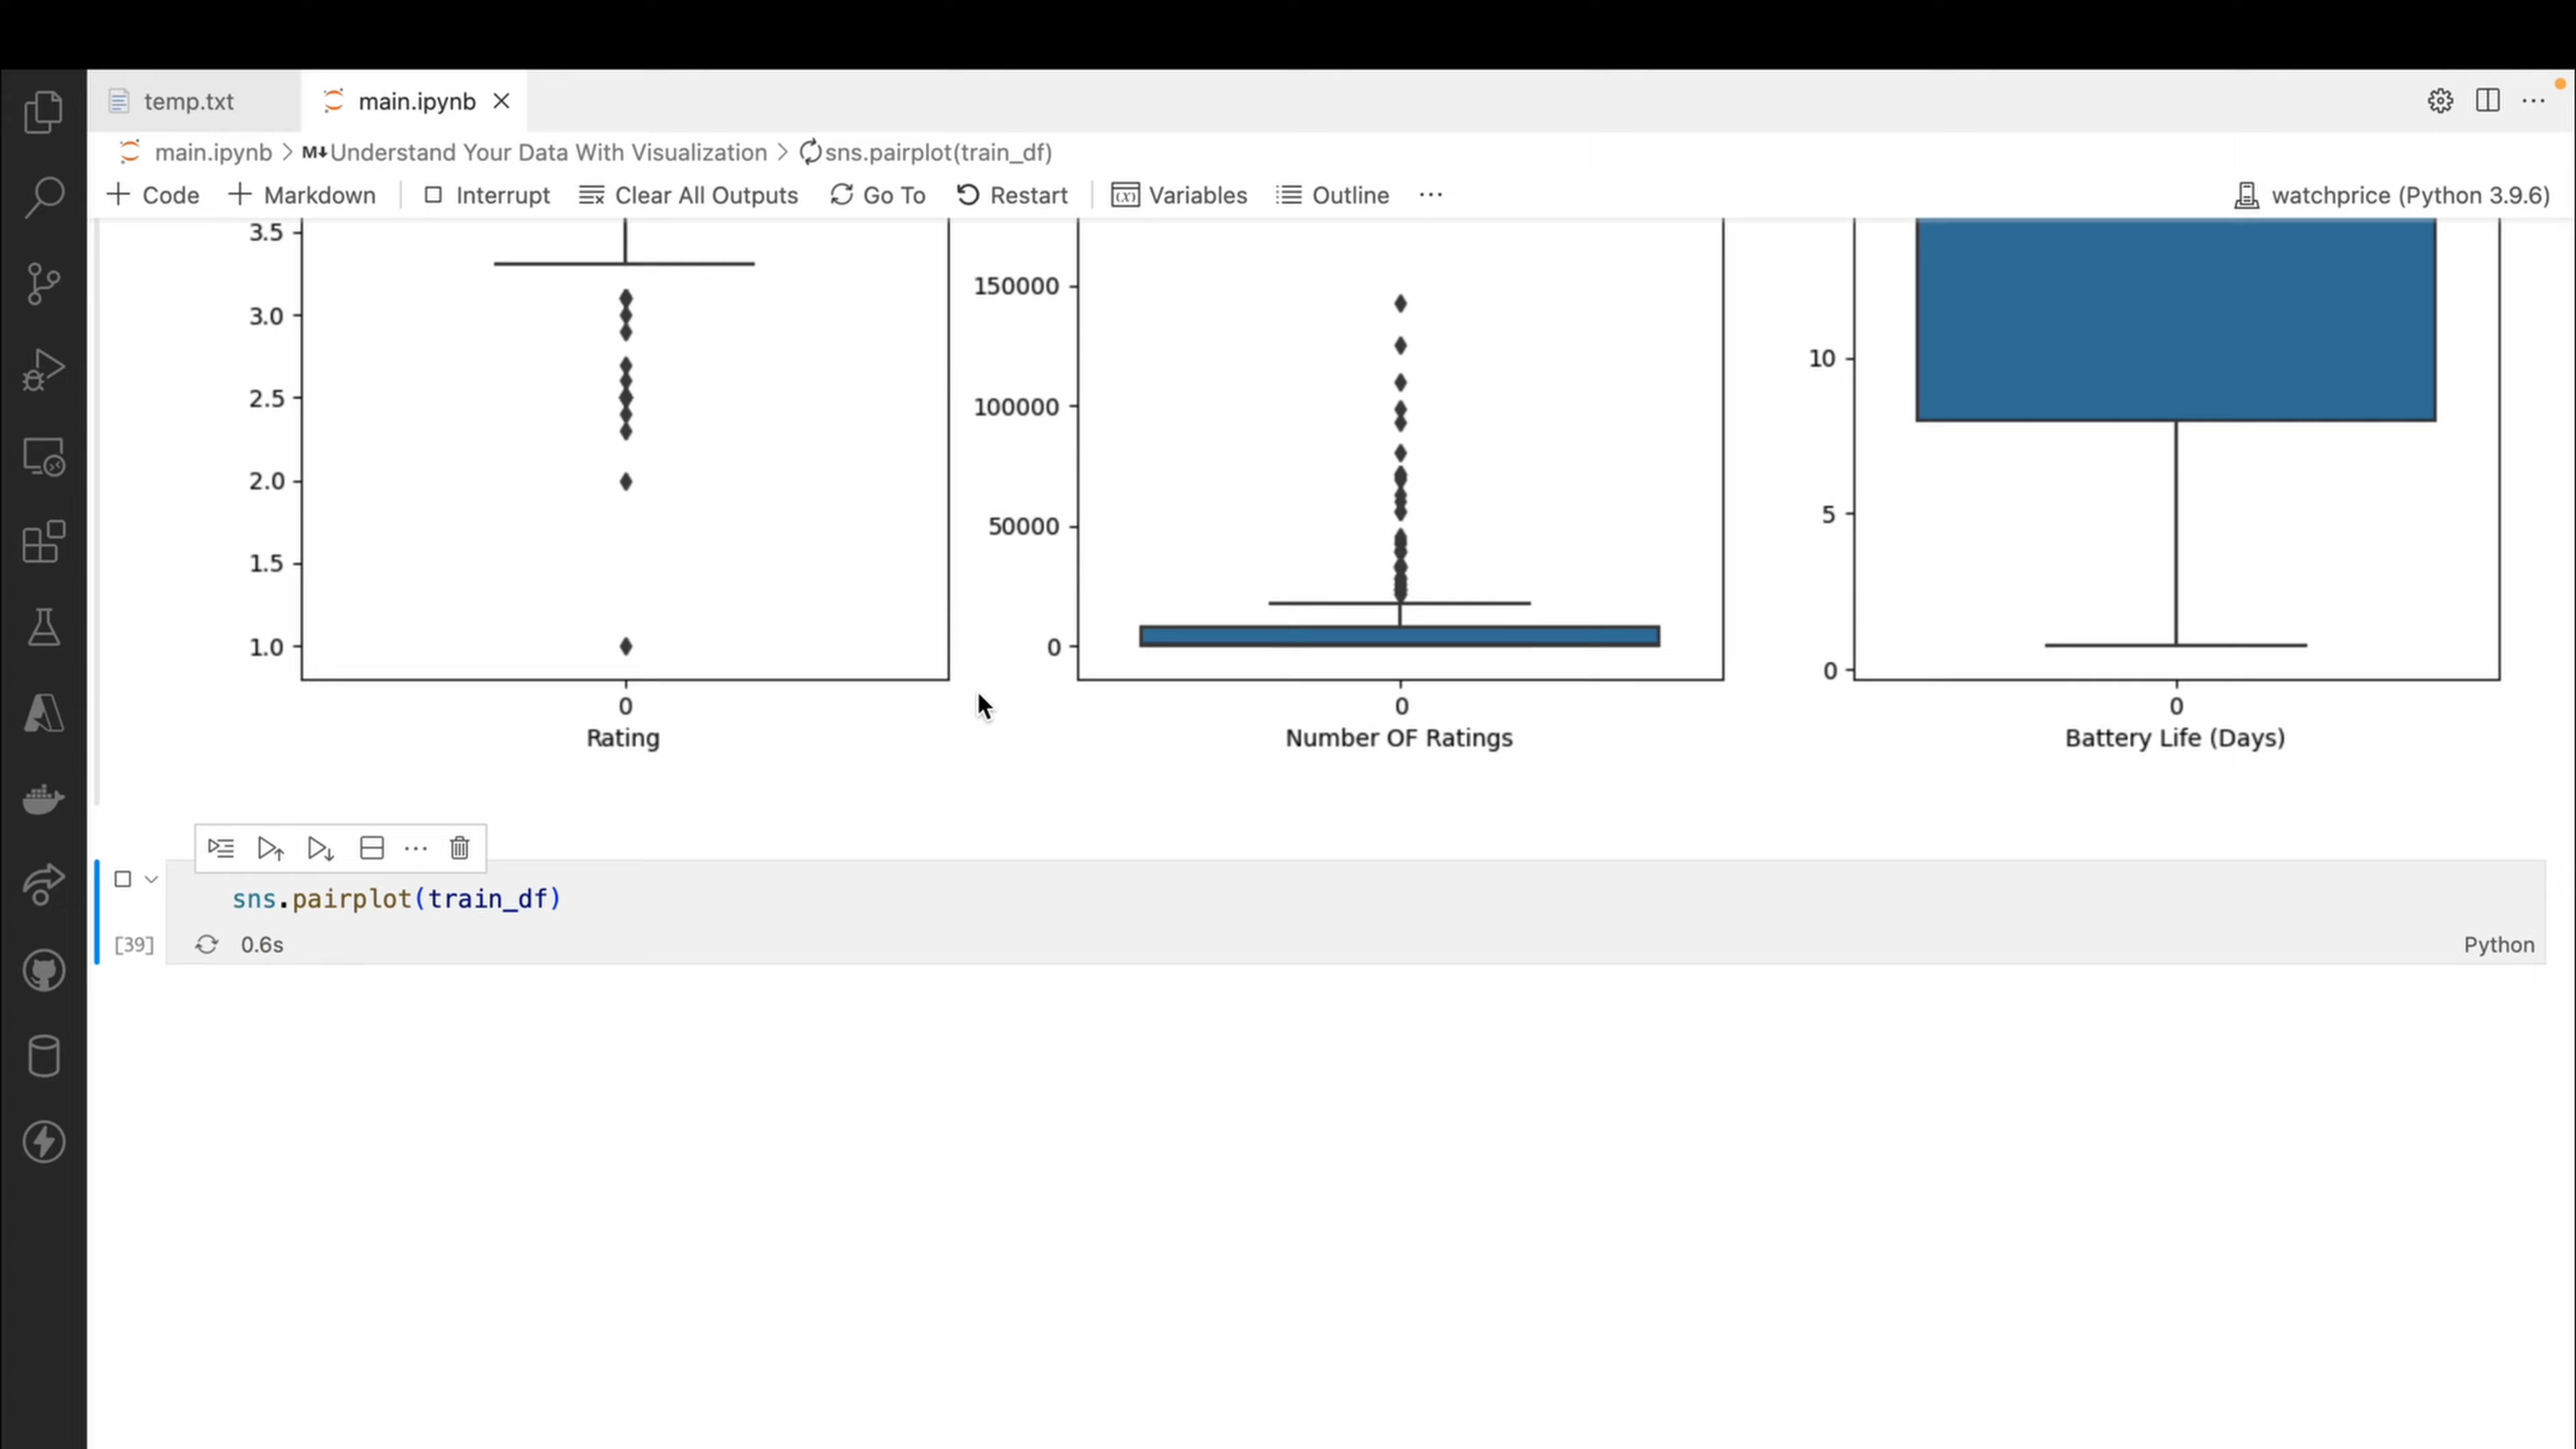 temp.txt
main.ipynb
main.ipynb > M↓Understand Your Data With Visualization > sns.pairplot(train_df)
Code Markdown Interrupt Clear All Outputs Go To Restart Variables Outline ... watchprice (Python 3.9.6)
3.5
3.0
2.5
2.0
1.5
1.0
0
Rating
150000
100000
50000
0
0
Number OF Ratings
10
5
0
0
Battery Life (Days)
sns.pairplot(train_df)
[39] 0.6s Python